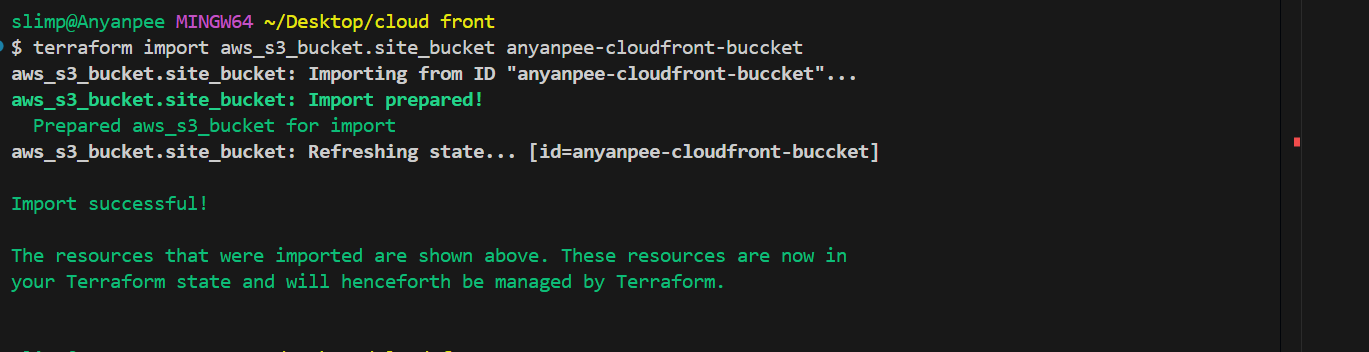 slimp@Anyanpee MINGW64 ~/Desktop/cloud front
$ terraform import aws_s3_bucket.site_bucket anyanpee-cloudfront-buccket
aws_s3_bucket.site_bucket: Importing from ID "anyanpee-cloudfront-buccket"...
aws_s3_bucket.site_bucket: Import prepared!
  Prepared aws_s3_bucket for import
aws_s3_bucket.site_bucket: Refreshing state... [id=anyanpee-cloudfront-buccket]
Import successful!
The resources that were imported are shown above. These resources are now in
your Terraform state and will henceforth be managed by Terraform.